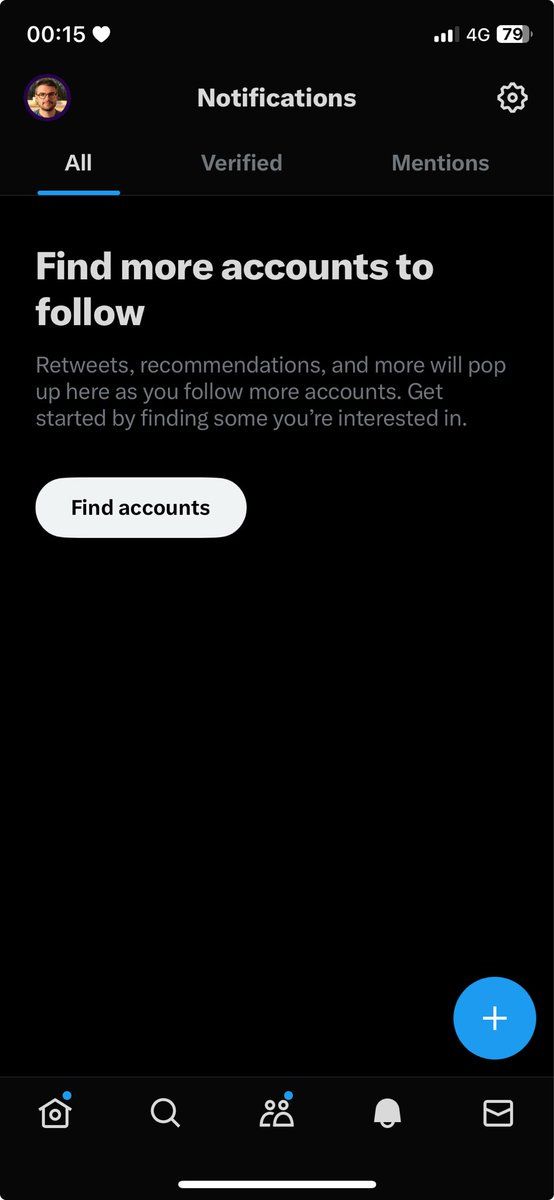 00:15 4G 79
Notifications
All Verified Mentions
Find more accounts to
follow
Retweets, recommendations, and more will pop
up here as you follow more accounts. Get
started by finding some you’re interested in.
Find accounts